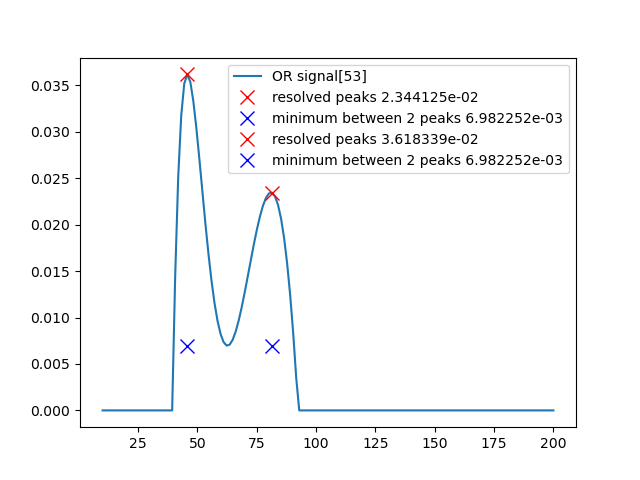 OR signal[53]
resolved peaks 2.344125e-02
minimum between 2 peaks 6.982252e-03
resolved peaks 3.618339e-02
minimum between 2 peaks 6.982252e-03
0.035
0.030
0.025
0.020
0.015
0.010
0.005
0.000
25 50 75 100 125 150 175 200